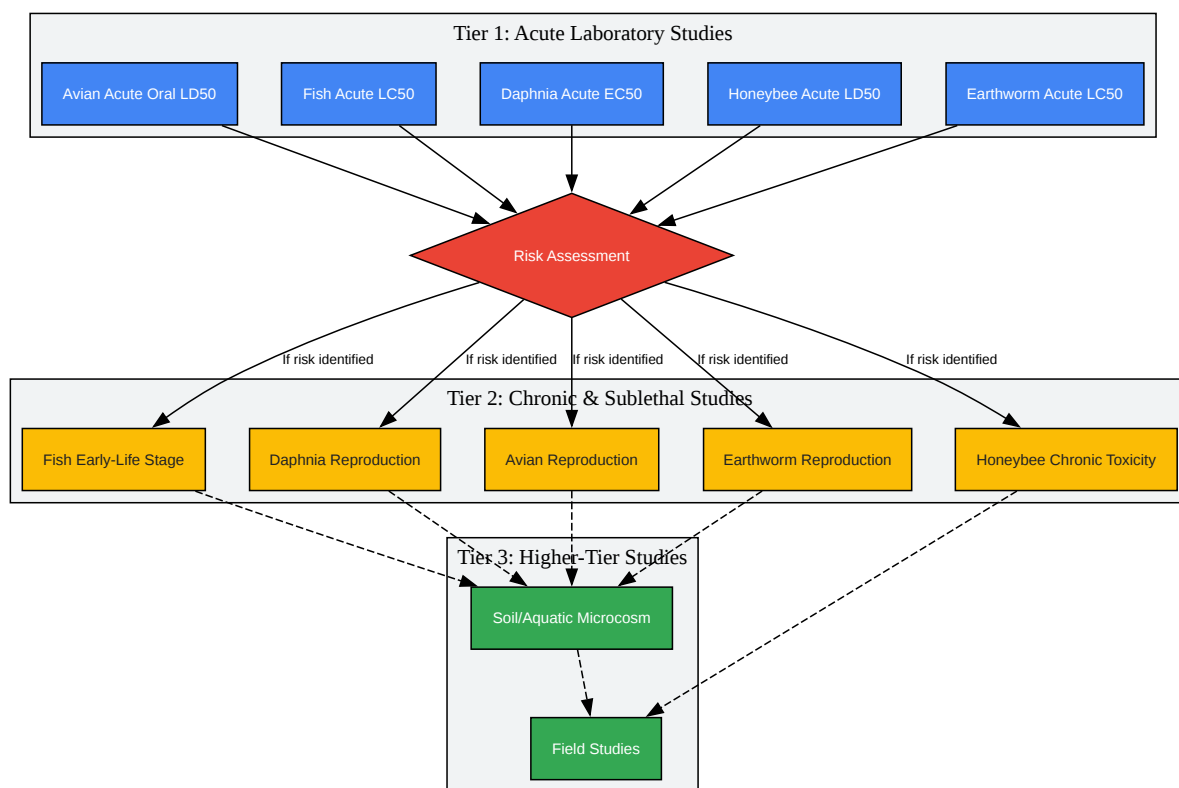 Tier 1: Acute Laboratory Studies
Avian Acute Oral LD50
Fish Acute LC50
Daphnia Acute EC50
Honeybee Acute LD50
Earthworm Acute LC50
Risk Assessment
If risk identified
If risk identified
If risk identified
If risk identified
If risk identified
Tier 2: Chronic & Sublethal Studies
Fish Early-Life Stage
Daphnia Reproduction
Avian Reproduction
Earthworm Reproduction
Honeybee Chronic Toxicity
Tier 3: Higher-Tier Studies
Soil/Aquatic Microcosm
Field Studies